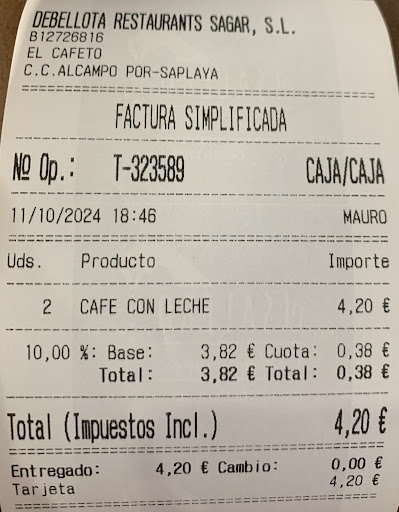 DEBELLOTA RESTAURANTS SAGAR, S.L.
B12726816
EL CAFETO
C.C.ALCAMPO POR-SAPLAYA
FACTURA SIMPLIFICADA
Nº Op.: T-323589 CAJA/CAJA
11/10/2024 18:46 MAURO
Uds. Producto Importe
2 CAFE CON LECHE 4,20 €
10,00 %: Base: 3,82 € Cuota: 0,38 €
Total: 3,82 € Total: 0,38 €
Total (Impuestos Incl.) 4,20 €
Entregado: 4,20 € Cambio: 0,00 €
Tarjeta 4,20 €